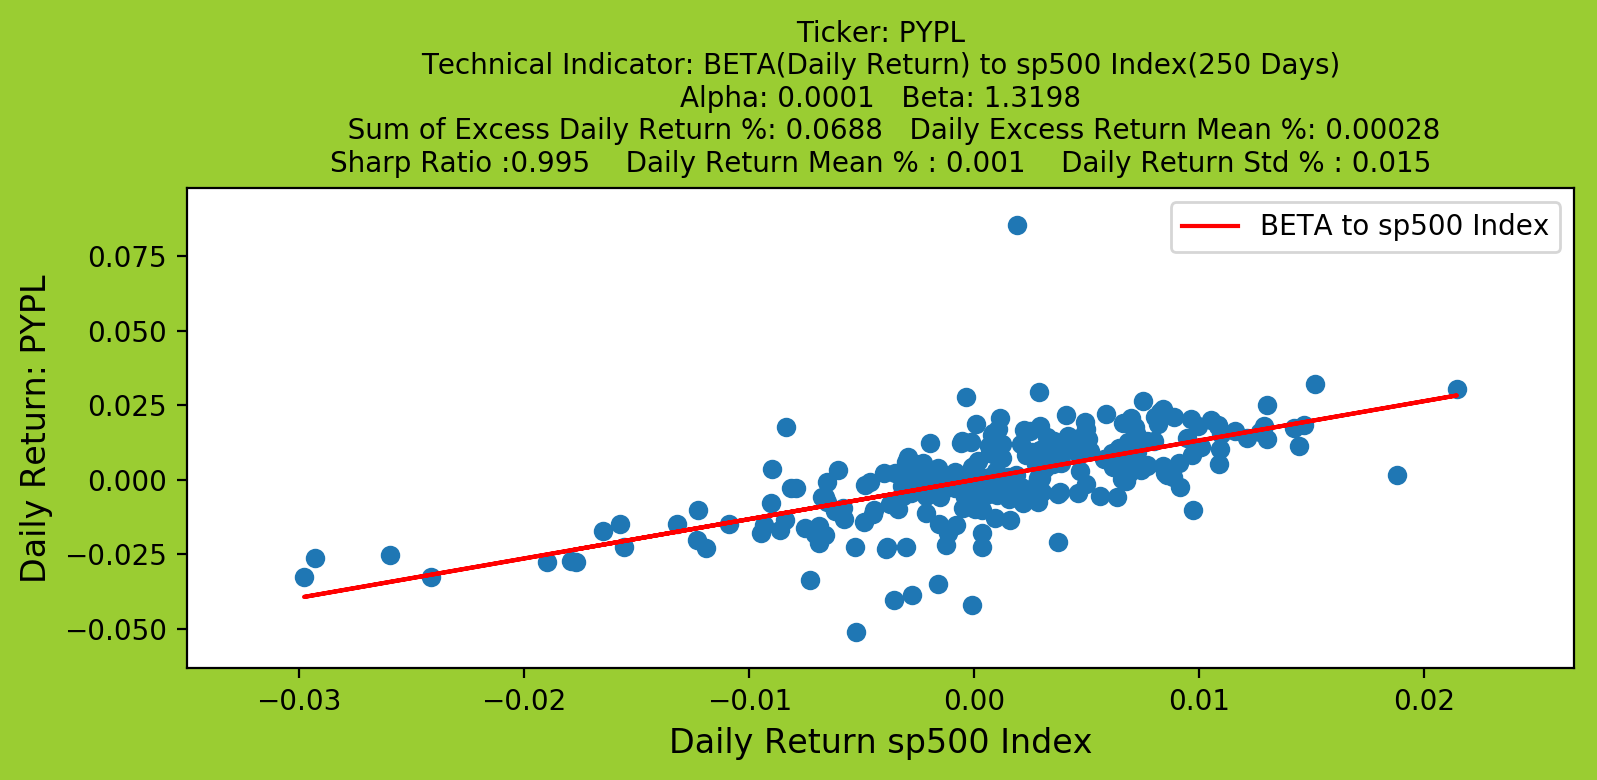 Ticker: PYPL
Technical Indicator: BETA(Daily Return) to sp500 Index(250 Days)
Alpha: 0.0001   Beta: 1.3198
Sum of Excess Daily Return %: 0.0688   Daily Excess Return Mean %: 0.00028
Sharp Ratio :0.995    Daily Return Mean % : 0.001    Daily Return Std % : 0.015
BETA to sp500 Index
Daily Return: PYPL
0.075
0.050
0.025
0.000
−0.025
−0.050
−0.03 −0.02 −0.01 0.00 0.01 0.02
Daily Return sp500 Index